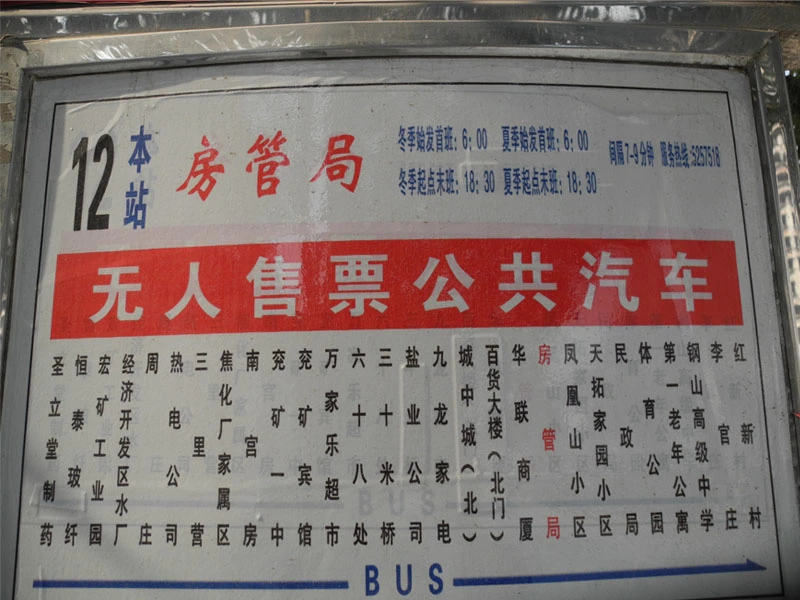 12
本站
房管局
冬季始发首班：6：00 夏季始发首班：6：00
冬季起点末班：18：30 夏季起点末班：18：30
间隔7-9分钟 服务热线:5257518
无人售票公共汽车
圣立堂制药
恒泰玻纤
宏矿工业园
经济开发区水厂
周庄
热电公司
三里营
焦化厂家属区
南宫房
兖矿一中
兖矿宾馆
万家乐超市
六十八处
三十米桥
盐业公司
九龙家电
城中城(北)
百货大楼(北门)
华联商厦
房管局
凤凰山小区
天拓家园小区
民政局
体育公园
第一老年公寓
钢山高级中学
李官庄
红新村
BUS